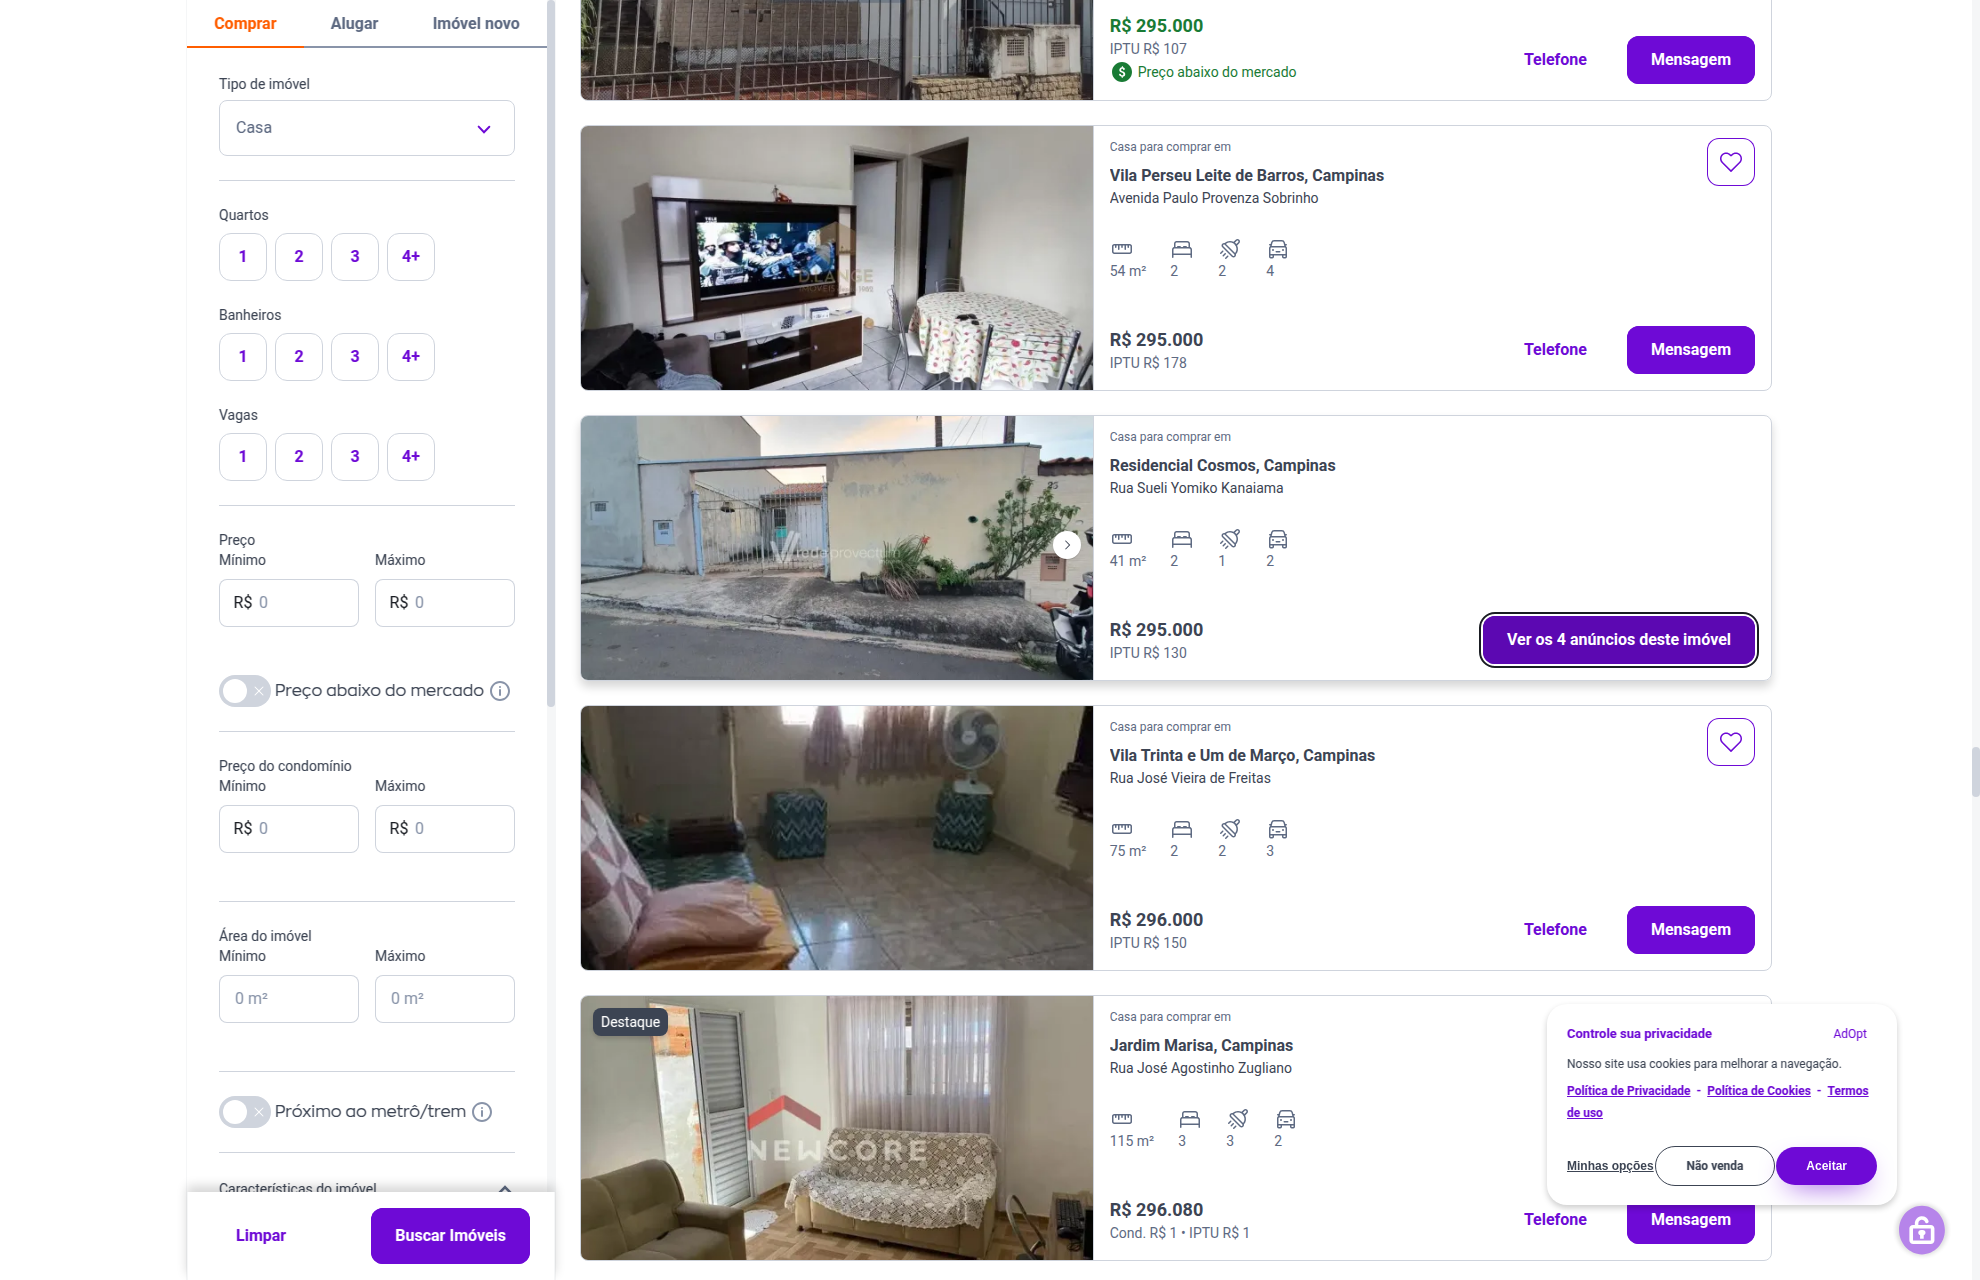 Comprar
Alugar
Imóvel novo
Tipo de imóvel
Casa
Quartos
1
2
3
4+
Banheiros
1
2
3
4+
Vagas
1
2
3
4+
Preço
Mínimo
Máximo
R$ 0
R$ 0
Preço abaixo do mercado
Preço do condomínio
Mínimo
Máximo
R$ 0
R$ 0
Área do imóvel
Mínimo
Máximo
0 m²
0 m²
Próximo ao metrô/trem
Características do imóvel
Limpar
Buscar Imóveis
R$ 295.000
IPTU R$ 107
Preço abaixo do mercado
Telefone
Mensagem
Casa para comprar em
Vila Perseu Leite de Barros, Campinas
Avenida Paulo Provenza Sobrinho
54 m²
2
2
4
R$ 295.000
IPTU R$ 178
Telefone
Mensagem
D.LANGE
Casa para comprar em
Residencial Cosmos, Campinas
Rua Sueli Yomiko Kanaiama
41 m²
2
1
2
R$ 295.000
IPTU R$ 130
Ver os 4 anúncios deste imóvel
Casa para comprar em
Vila Trinta e Um de Março, Campinas
Rua José Vieira de Freitas
75 m²
2
2
3
R$ 296.000
IPTU R$ 150
Telefone
Mensagem
Destaque
NEWCORE
Casa para comprar em
Jardim Marisa, Campinas
Rua José Agostinho Zugliano
115 m²
3
3
2
R$ 296.080
Cond. R$ 1 • IPTU R$ 1
Telefone
Mensagem
Controle sua privacidade
AdOpt
Nosso site usa cookies para melhorar a navegação.
Política de Privacidade - Política de Cookies - Termos
de uso
Minhas opções
Não venda
Aceitar